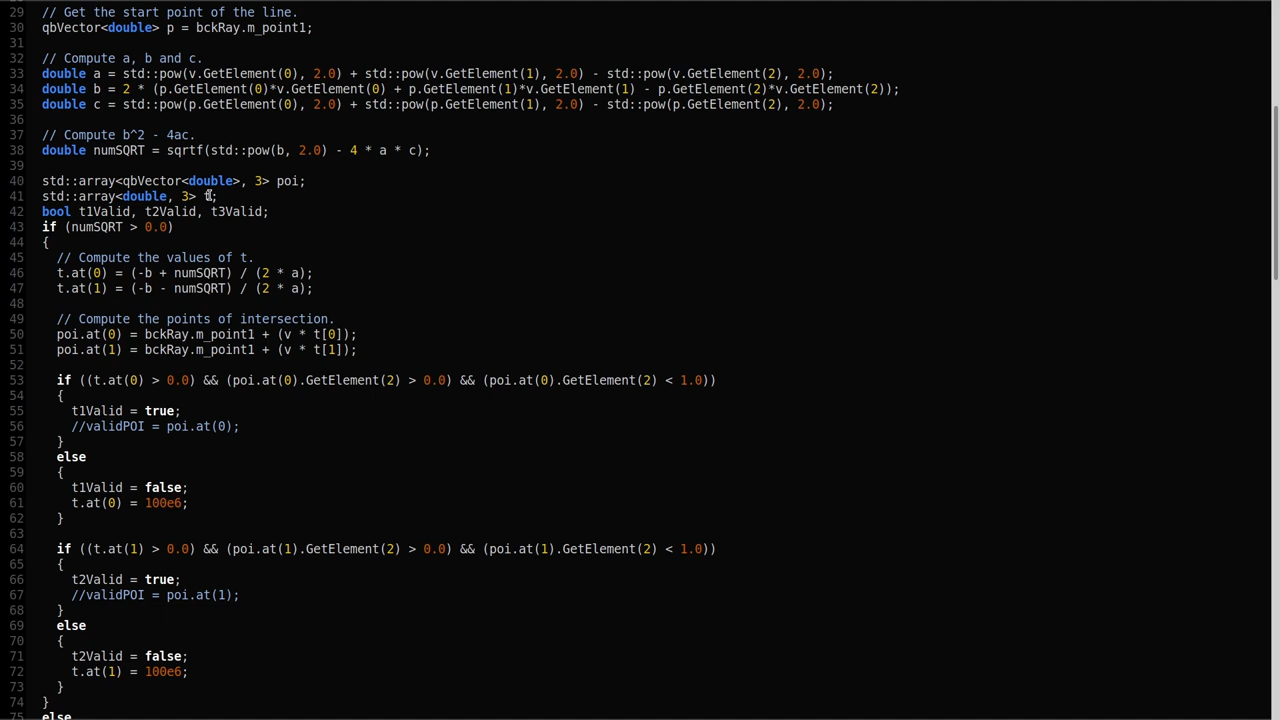 29 // Get the start point of the line.
30 qbVector<double> p = bckRay.m_point1;
31
32 // Compute a, b and c.
33 double a = std::pow(v.GetElement(0), 2.0) + std::pow(v.GetElement(1), 2.0) - std::pow(v.GetElement(2), 2.0);
34 double b = 2 * (p.GetElement(0)*v.GetElement(0) + p.GetElement(1)*v.GetElement(1) - p.GetElement(2)*v.GetElement(2));
35 double c = std::pow(p.GetElement(0), 2.0) + std::pow(p.GetElement(1), 2.0) - std::pow(p.GetElement(2), 2.0);
36
37 // Compute b^2 - 4ac.
38 double numSQRT = sqrtf(std::pow(b, 2.0) - 4 * a * c);
39
40 std::array<qbVector<double>, 3> poi;
41 std::array<double, 3> t;
42 bool t1Valid, t2Valid, t3Valid;
43 if (numSQRT > 0.0)
44 {
45   // Compute the values of t.
46   t.at(0) = (-b + numSQRT) / (2 * a);
47   t.at(1) = (-b - numSQRT) / (2 * a);
48
49   // Compute the points of intersection.
50   poi.at(0) = bckRay.m_point1 + (v * t[0]);
51   poi.at(1) = bckRay.m_point1 + (v * t[1]);
52
53   if ((t.at(0) > 0.0) && (poi.at(0).GetElement(2) > 0.0) && (poi.at(0).GetElement(2) < 1.0))
54   {
55     t1Valid = true;
56     //validPOI = poi.at(0);
57   }
58   else
59   {
60     t1Valid = false;
61     t.at(0) = 100e6;
62   }
63
64   if ((t.at(1) > 0.0) && (poi.at(1).GetElement(2) > 0.0) && (poi.at(1).GetElement(2) < 1.0))
65   {
66     t2Valid = true;
67     //validPOI = poi.at(1);
68   }
69   else
70   {
71     t2Valid = false;
72     t.at(1) = 100e6;
73   }
74 }
75 else